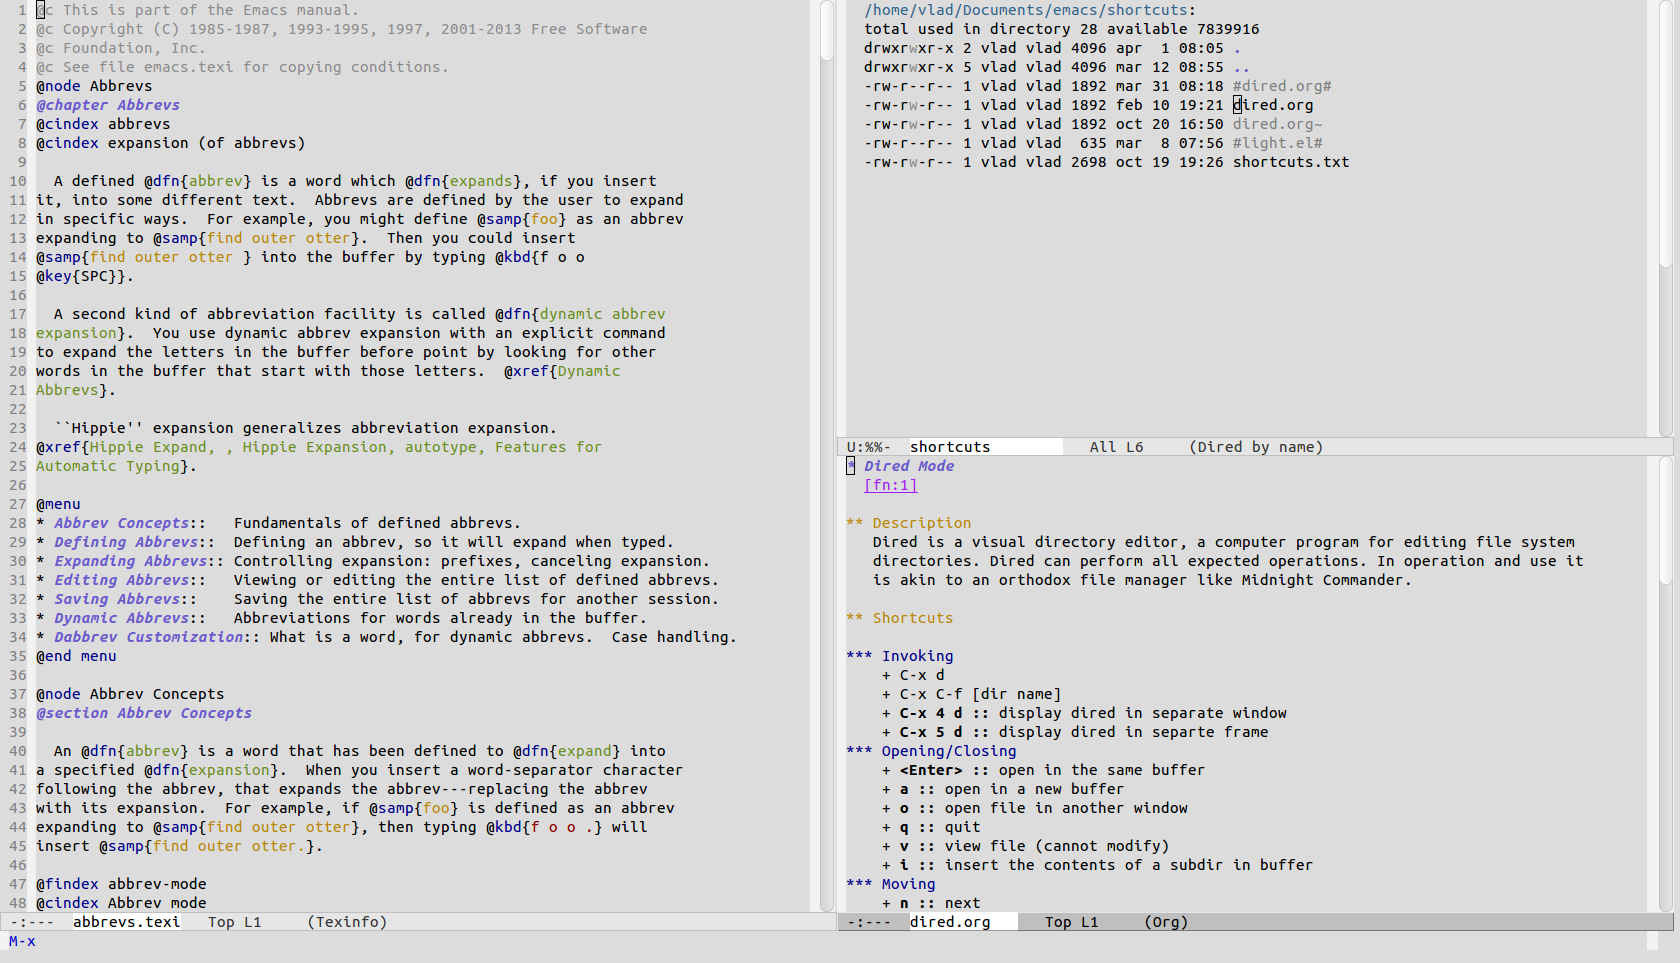 1 @c This is part of the Emacs manual.
2 @c Copyright (C) 1985-1987, 1993-1995, 1997, 2001-2013 Free Software
3 @c Foundation, Inc.
4 @c See file emacs.texi for copying conditions.
5 @node Abbrevs
6 @chapter Abbrevs
7 @cindex abbrevs
8 @cindex expansion (of abbrevs)
9
10   A defined @dfn{abbrev} is a word which @dfn{expands}, if you insert
11 it, into some different text.  Abbrevs are defined by the user to expand
12 in specific ways.  For example, you might define @samp{foo} as an abbrev
13 expanding to @samp{find outer otter}.  Then you could insert
14 @samp{find outer otter } into the buffer by typing @kbd{f o o
15 @key{SPC}}.
16
17   A second kind of abbreviation facility is called @dfn{dynamic abbrev
18 expansion}.  You use dynamic abbrev expansion with an explicit command
19 to expand the letters in the buffer before point by looking for other
20 words in the buffer that start with those letters.  @xref{Dynamic
21 Abbrevs}.
22
23   ``Hippie'' expansion generalizes abbreviation expansion.
24 @xref{Hippie Expand, , Hippie Expansion, autotype, Features for
25 Automatic Typing}.
26
27 @menu
28 * Abbrev Concepts::   Fundamentals of defined abbrevs.
29 * Defining Abbrevs::  Defining an abbrev, so it will expand when typed.
30 * Expanding Abbrevs:: Controlling expansion: prefixes, canceling expansion.
31 * Editing Abbrevs::   Viewing or editing the entire list of defined abbrevs.
32 * Saving Abbrevs::    Saving the entire list of abbrevs for another session.
33 * Dynamic Abbrevs::   Abbreviations for words already in the buffer.
34 * Dabbrev Customization:: What is a word, for dynamic abbrevs.  Case handling.
35 @end menu
36
37 @node Abbrev Concepts
38 @section Abbrev Concepts
39
40   An @dfn{abbrev} is a word that has been defined to @dfn{expand} into
41 a specified @dfn{expansion}.  When you insert a word-separator character
42 following the abbrev, that expands the abbrev---replacing the abbrev
43 with its expansion.  For example, if @samp{foo} is defined as an abbrev
44 expanding to @samp{find outer otter}, then typing @kbd{f o o .} will
45 insert @samp{find outer otter.}.
46
47 @findex abbrev-mode
48 @cindex Abbrev mode
-:---  abbrevs.texi   Top L1     (Texinfo)
M-x
/home/vlad/Documents/emacs/shortcuts:
total used in directory 28 available 7839916
drwxrwxr-x 2 vlad vlad 4096 apr  1 08:05 .
drwxrwxr-x 5 vlad vlad 4096 mar 12 08:55 ..
-rw-r--r-- 1 vlad vlad 1892 mar 31 08:18 #dired.org#
-rw-rw-r-- 1 vlad vlad 1892 feb 10 19:21 dired.org
-rw-rw-r-- 1 vlad vlad 1892 oct 20 16:50 dired.org~
-rw-r--r-- 1 vlad vlad  635 mar  8 07:56 #light.el#
-rw-rw-r-- 1 vlad vlad 2698 oct 19 19:26 shortcuts.txt
U:%%-  shortcuts           All L6     (Dired by name)
* Dired Mode
[fn:1]

** Description
Dired is a visual directory editor, a computer program for editing file system
directories. Dired can perform all expected operations. In operation and use it
is akin to an orthodox file manager like Midnight Commander.

** Shortcuts

*** Invoking
+ C-x d
+ C-x C-f [dir name]
+ C-x 4 d :: display dired in separate window
+ C-x 5 d :: display dired in separte frame
*** Opening/Closing
+ <Enter> :: open in the same buffer
+ a :: open in a new buffer
+ o :: open file in another window
+ q :: quit
+ v :: view file (cannot modify)
+ i :: insert the contents of a subdir in buffer
*** Moving
+ n :: next
-:---  dired.org      Top L1     (Org)